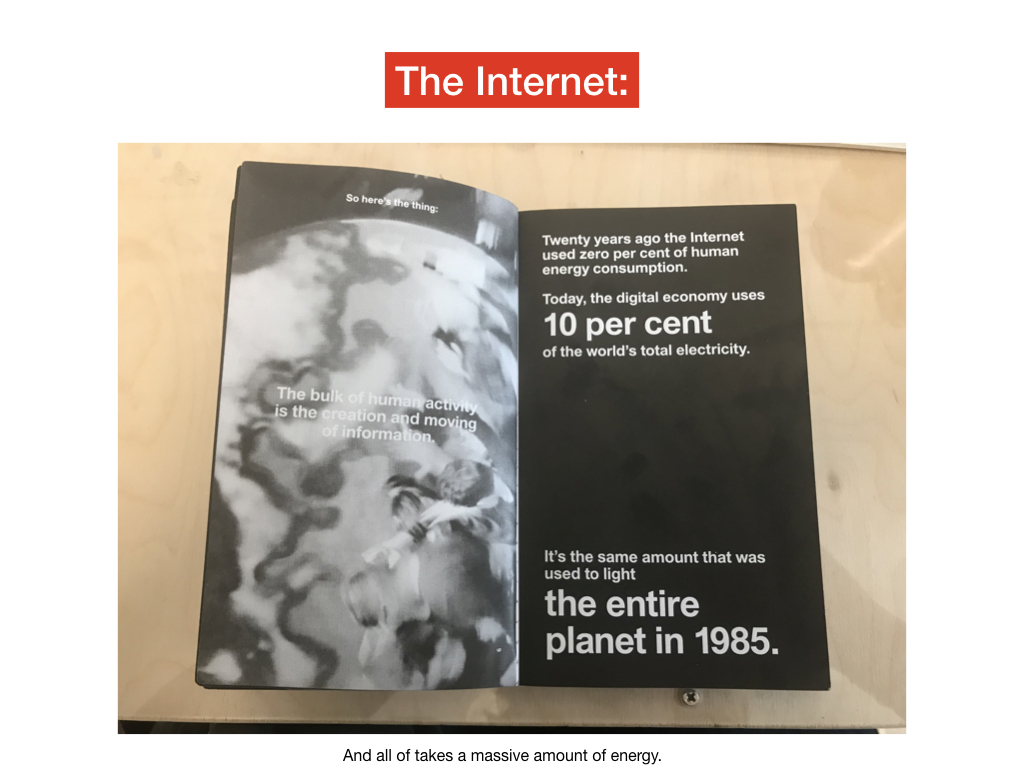 The Internet:
So here's the thing:
The bulk of human activity
is the creation and moving
of information.
Twenty years ago the Internet
used zero per cent of human
energy consumption.
Today, the digital economy uses
10 per cent
of the world's total electricity.
It's the same amount that was
used to light
the entire
planet in 1985.
And all of takes a massive amount of energy.